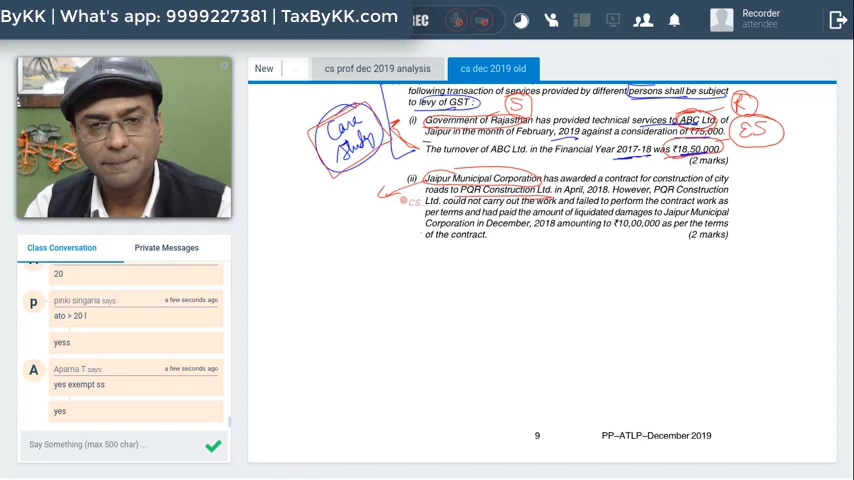 ByKK | What's app: 9999227381 | TaxByKK.com
REC
Recorder
attendee
New
cs prof dec 2019 analysis
cs dec 2019 old
following transaction of services provided by different persons shall be subject
to levy of GST :
S
R
ES
Case
Study
(i) Government of Rajasthan has provided technical services to ABC Ltd. of
Jaipur in the month of February, 2019 against a consideration of ₹75,000.
The turnover of ABC Ltd. in the Financial Year 2017-18 was ₹18,50,000.
(2 marks)
(ii) Jaipur Municipal Corporation has awarded a contract for construction of city
roads to PQR Construction Ltd. in April, 2018. However, PQR Construction
Ltd. could not carry out the work and failed to perform the contract work as
per terms and had paid the amount of liquidated damages to Jaipur Municipal
Corporation in December, 2018 amounting to ₹10,00,000 as per the terms
of the contract. (2 marks)
cs..
9 PP–ATLP–December 2019
Class Conversation
Private Messages
20
p
pinki singaria says: a few seconds ago
ato > 20 l
yess
A
Aparna T says: a few seconds ago
yes exempt ss
yes
Say Something (max 500 char) ...